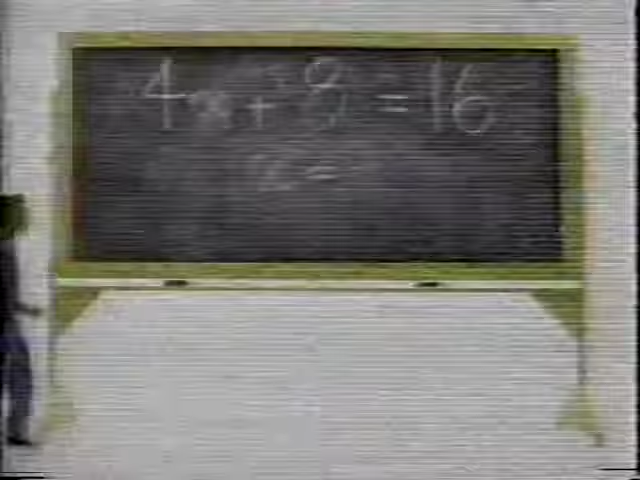 4x + 8 = 16
x =